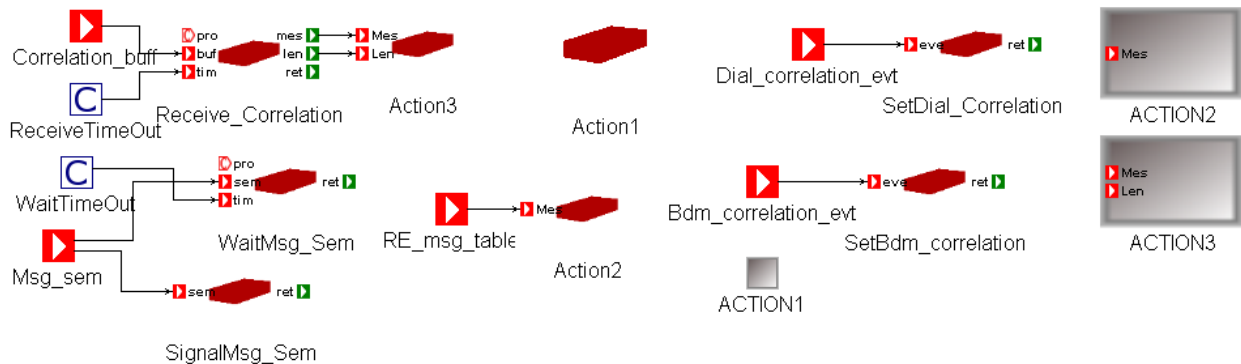 pro
mes
Mes
buf
len
Len
tim
ret
Correlation_buff
C
Receive_Correlation
Action3
ReceiveTimeOut
Action1
eve
ret
Dial_correlation_evt
SetDial_Correlation
Mes
ACTION2
pro
sem
ret
tim
C
WaitTimeOut
WaitMsg_Sem
Msg_sem
Mes
RE_msg_table
Action2
eve
ret
Bdm_correlation_evt
SetBdm_correlation
Mes
Len
ACTION3
ACTION1
sem
ret
SignalMsg_Sem